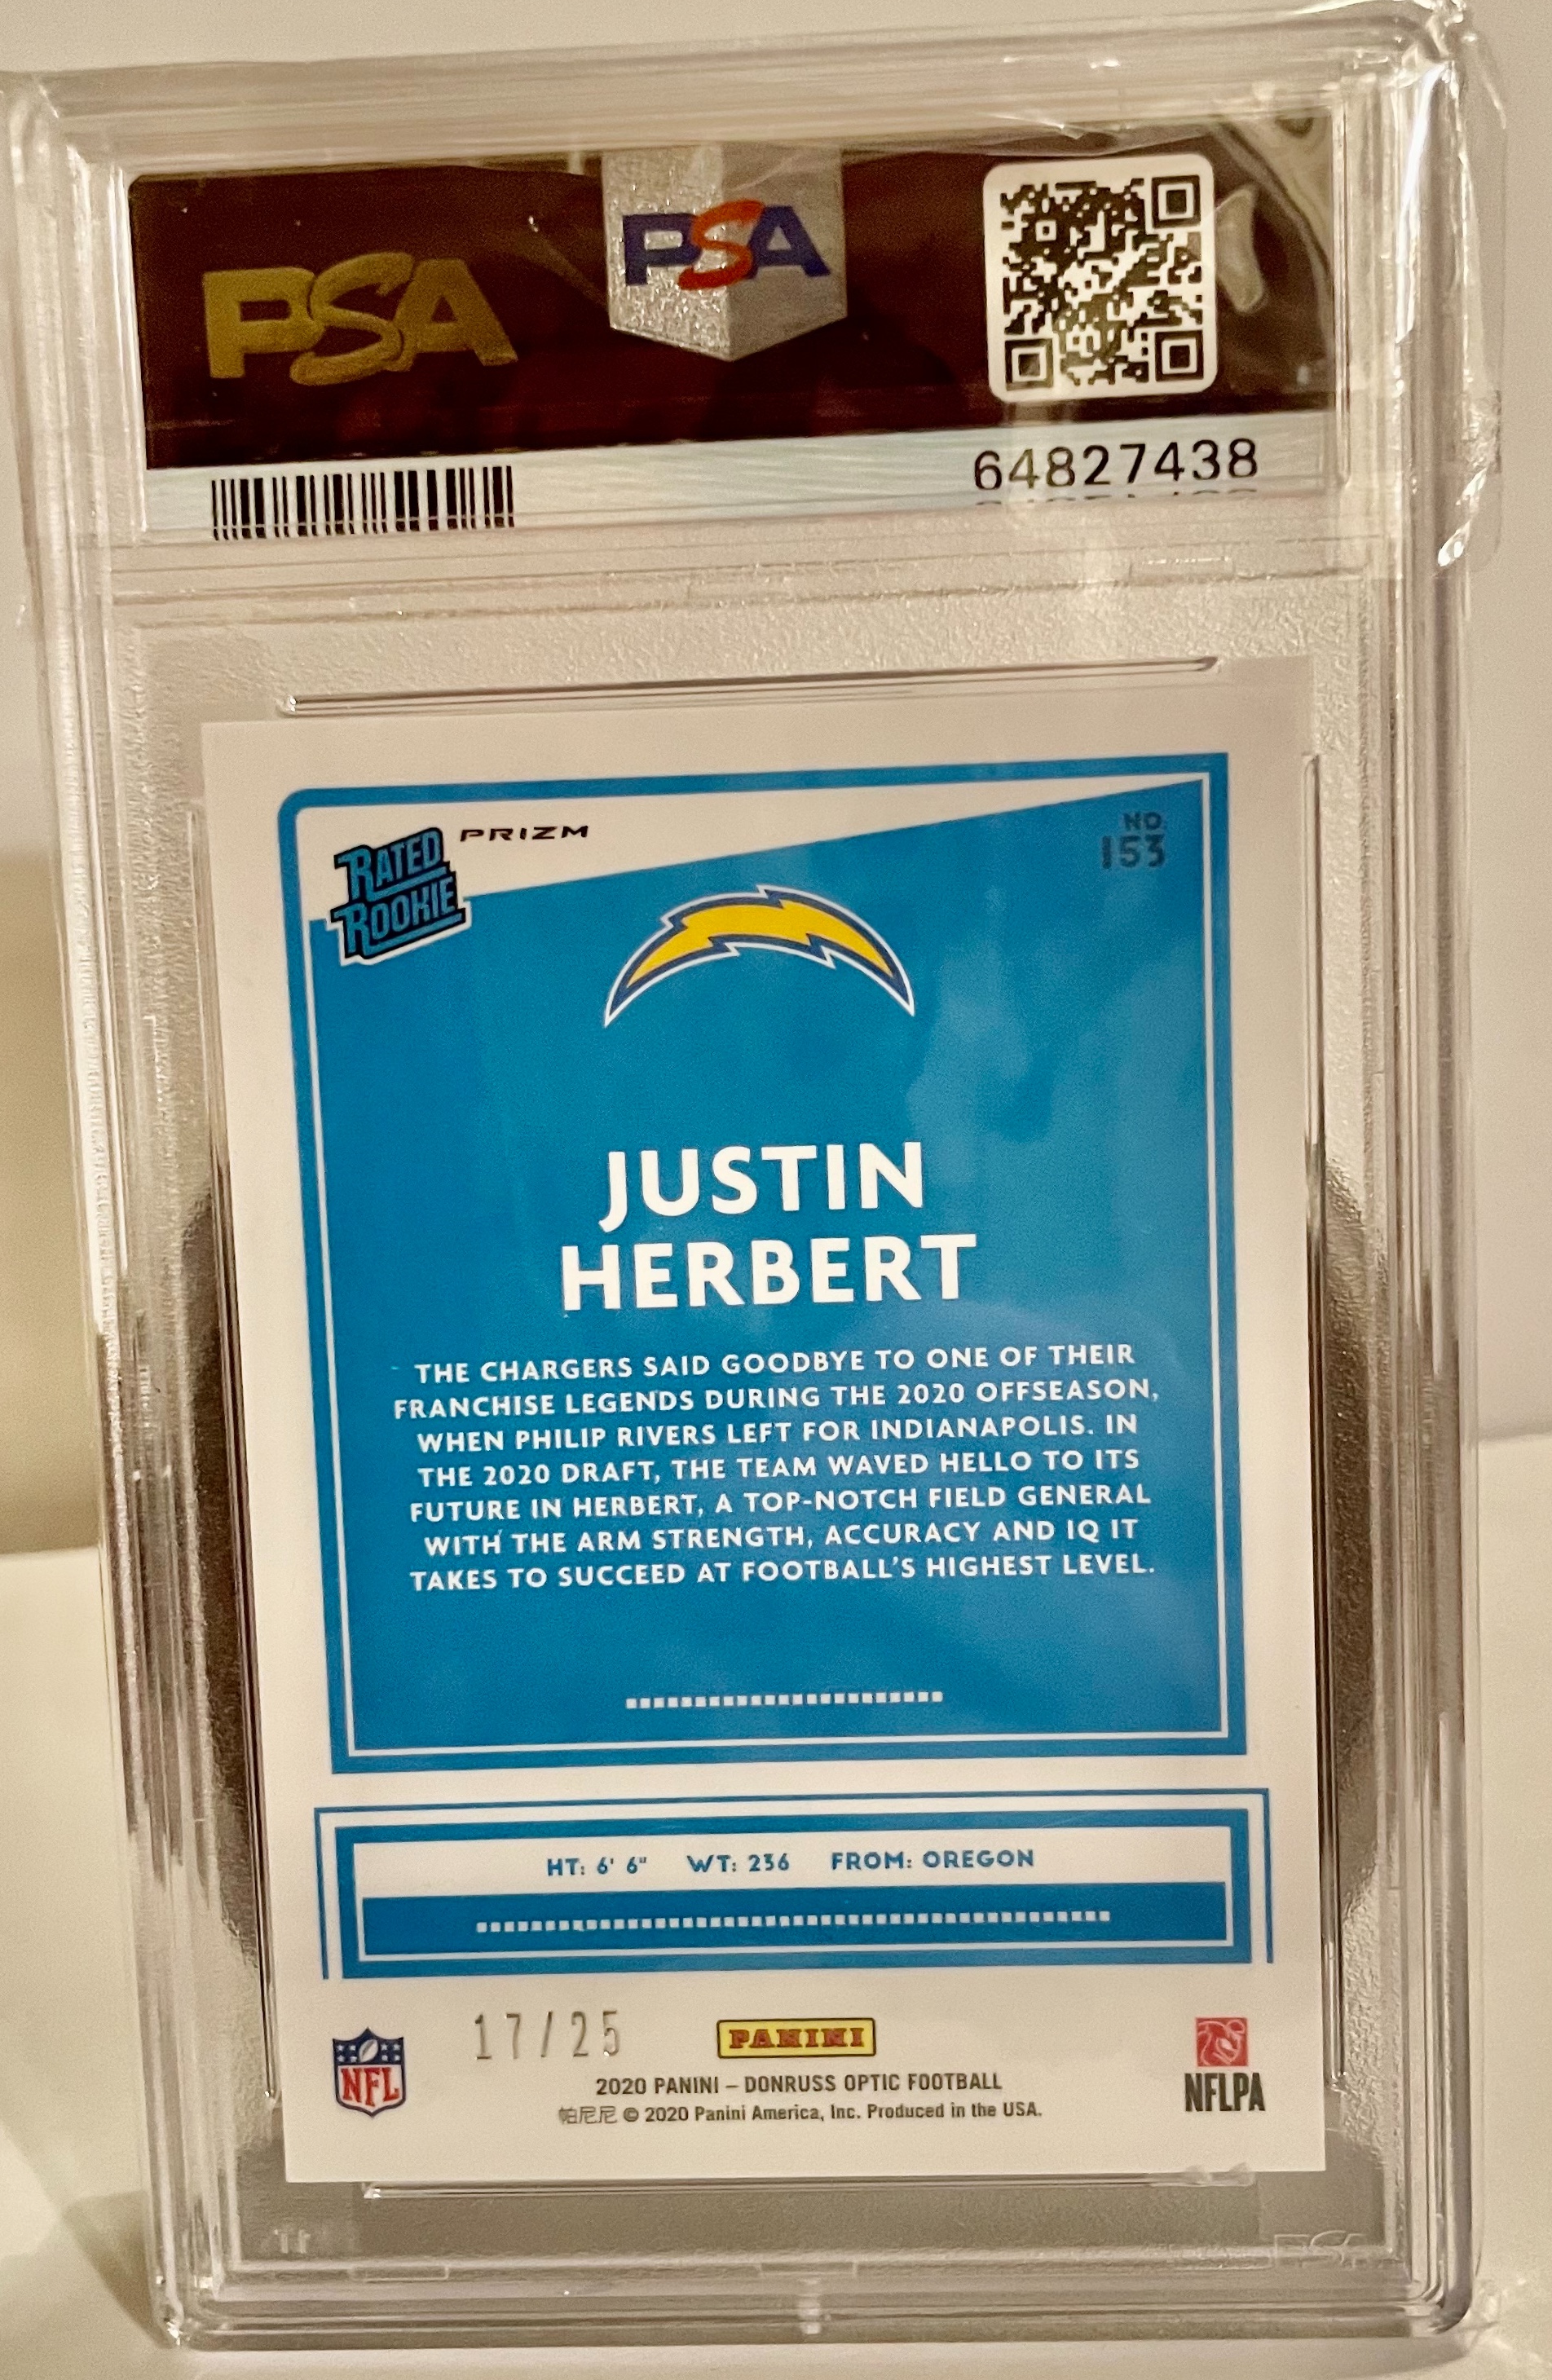 PSA
PSA
64827438
PRIZM
RATED
ROOKIE
NO.
153
JUSTIN
HERBERT
THE CHARGERS SAID GOODBYE TO ONE OF THEIR
FRANCHISE LEGENDS DURING THE 2020 OFFSEASON,
WHEN PHILIP RIVERS LEFT FOR INDIANAPOLIS. IN
THE 2020 DRAFT, THE TEAM WAVED HELLO TO ITS
FUTURE IN HERBERT, A TOP-NOTCH FIELD GENERAL
WITH THE ARM STRENGTH, ACCURACY AND IQ IT
TAKES TO SUCCEED AT FOOTBALL'S HIGHEST LEVEL.
HT: 6' 6" WT: 236 FROM: OREGON
17/25
NFL
PANINI
NFLPA
2020 PANINI – DONRUSS OPTIC FOOTBALL
帕尼尼 © 2020 Panini America, Inc. Produced in the USA.
PSA